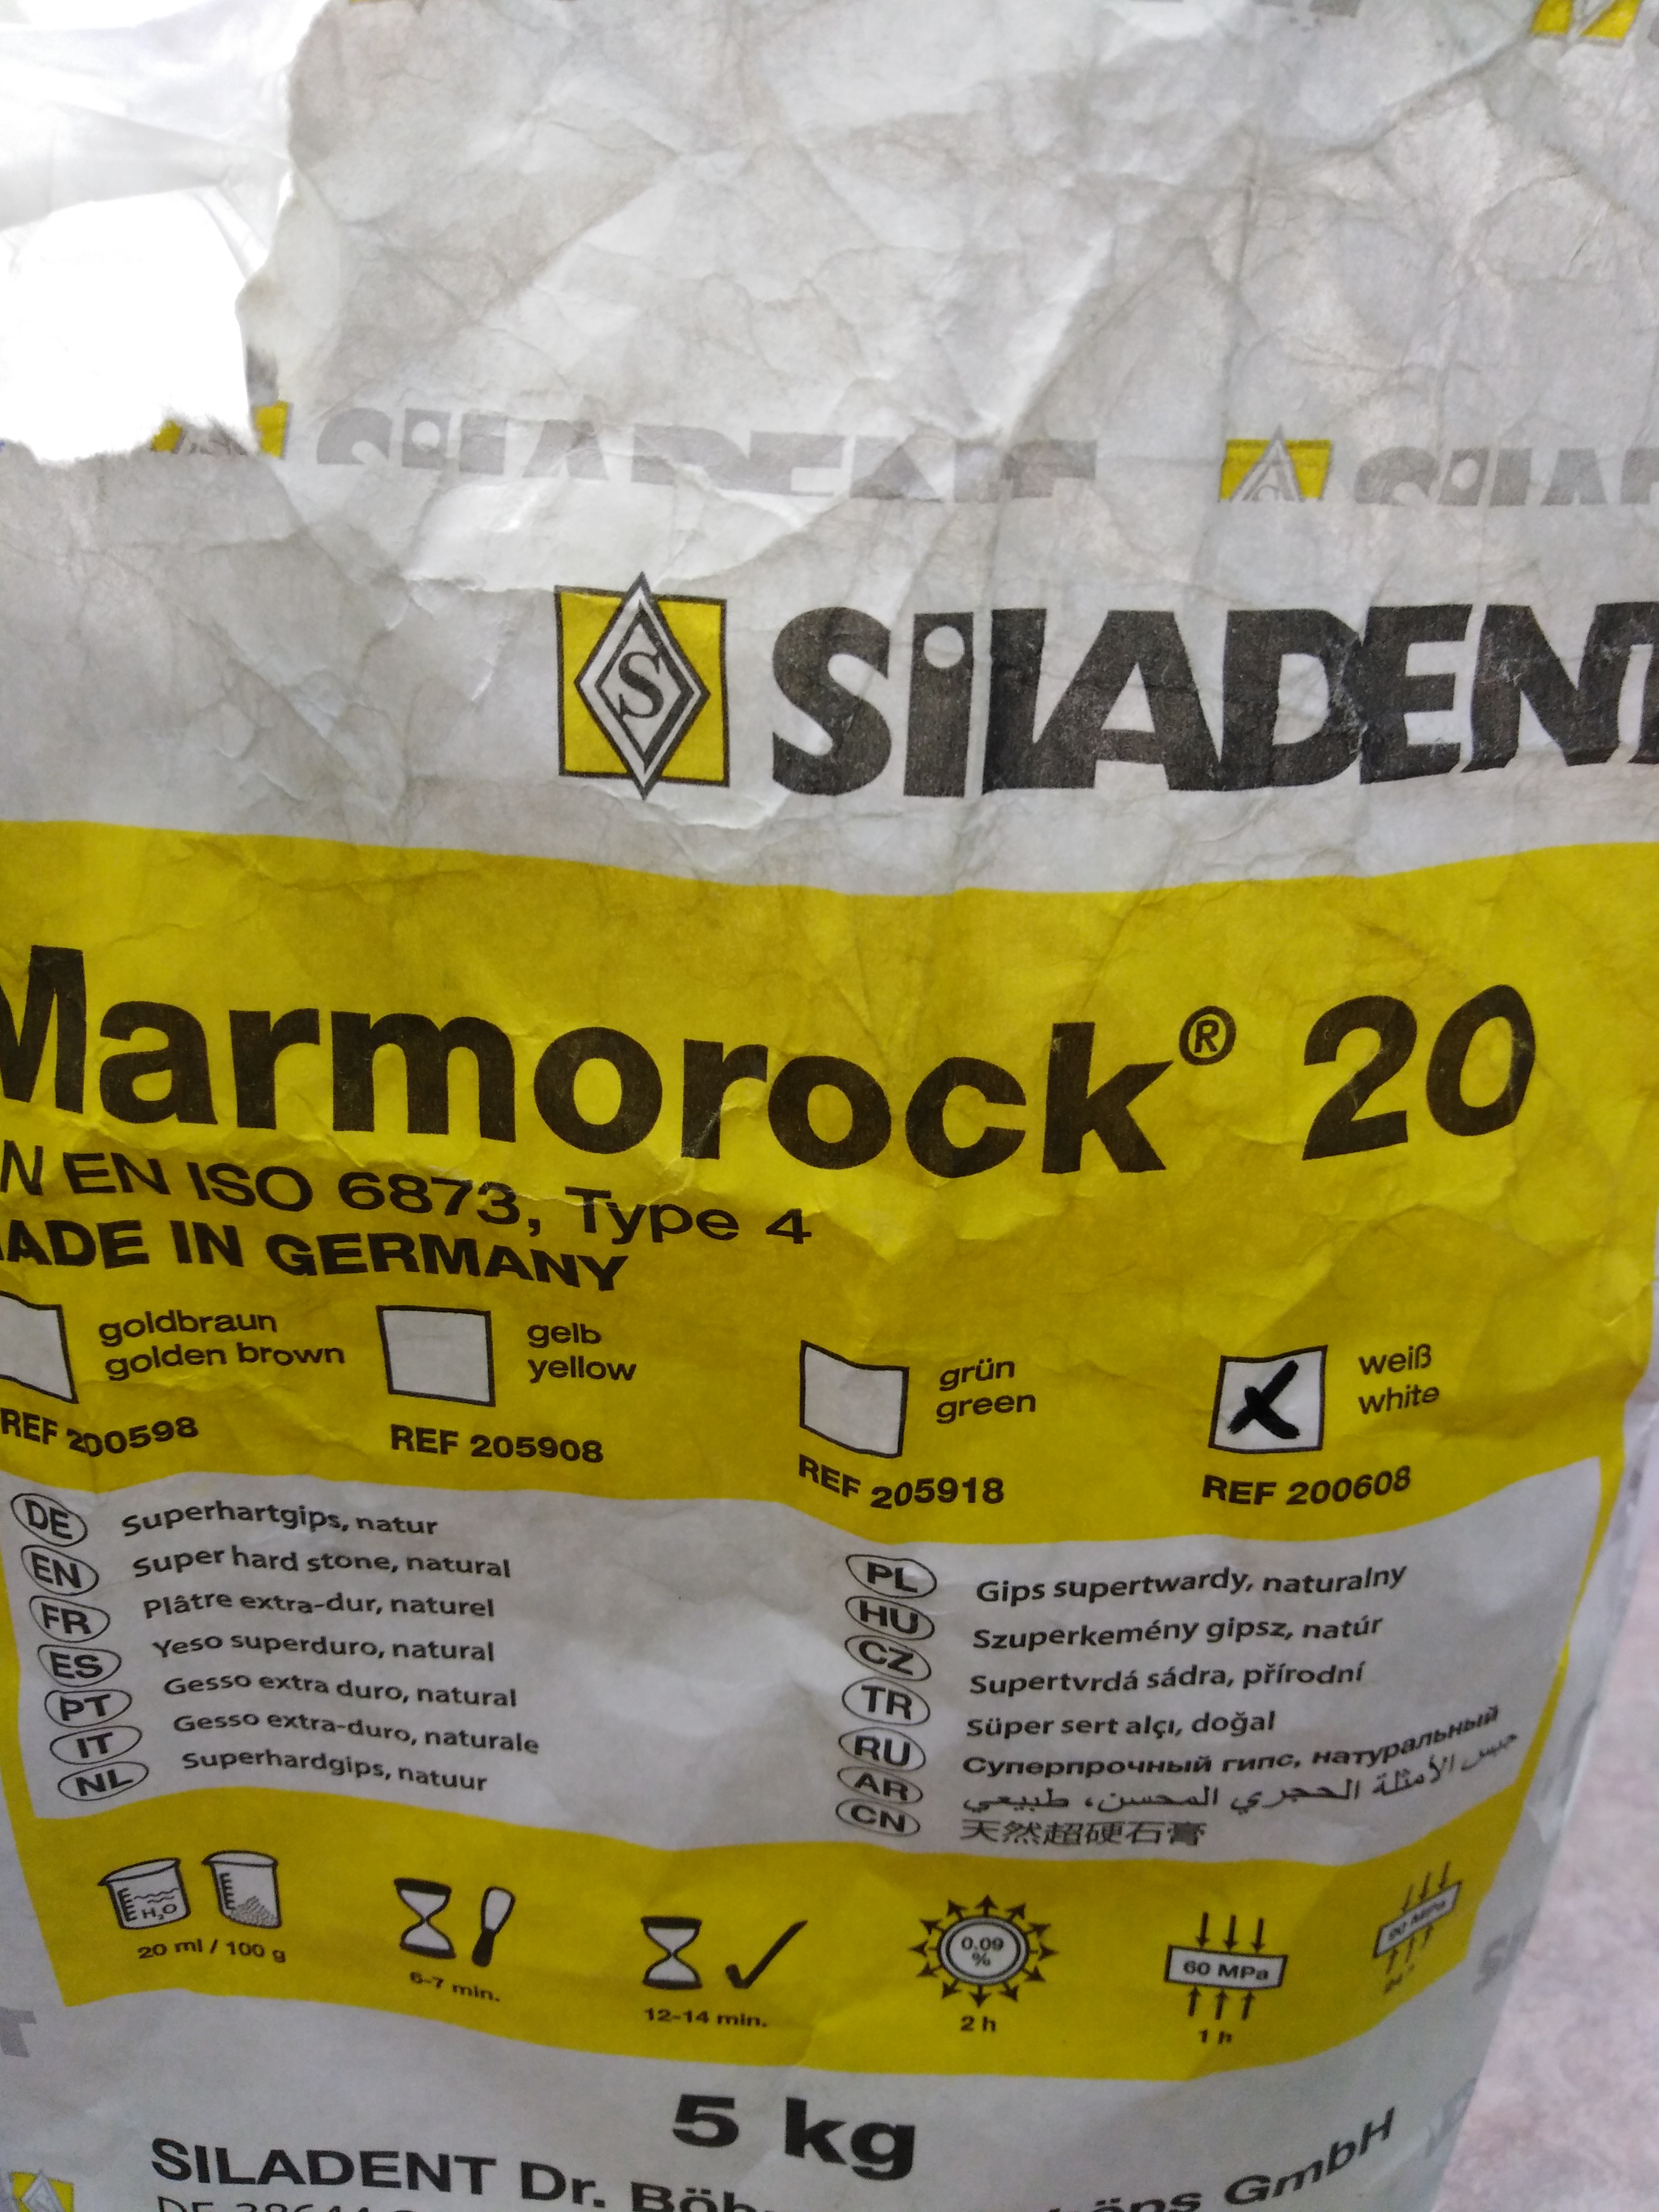 SILADENT
S
SILADENT
Marmorock® 20
EN ISO 6873, Type 4
MADE IN GERMANY
goldbraun
golden brown
REF 200598
gelb
yellow
REF 205908
grün
green
REF 205918
weiß
white
REF 200608
DE Superhartgips, natur
EN Super hard stone, natural
FR Plâtre extra-dur, naturel
ES Yeso superduro, natural
PT Gesso extra duro, natural
IT Gesso extra-duro, naturale
NL Superhardgips, natuur
PL Gips supertwardy, naturalny
HU Szuperkemény gipsz, natúr
CZ Supertvrdá sádra, přírodní
TR Süper sert alçı, doğal
RU Суперпрочный гипс, натуральный
AR جبس الأمثلة الحجري المحسن، طبيعي
CN 天然超硬石膏
H₂O
20 ml / 100 g
6-7 min.
12-14 min.
0.09 %
2 h
60 MPa
1 h
MPa
5 kg
SILADENT Dr. GmbH